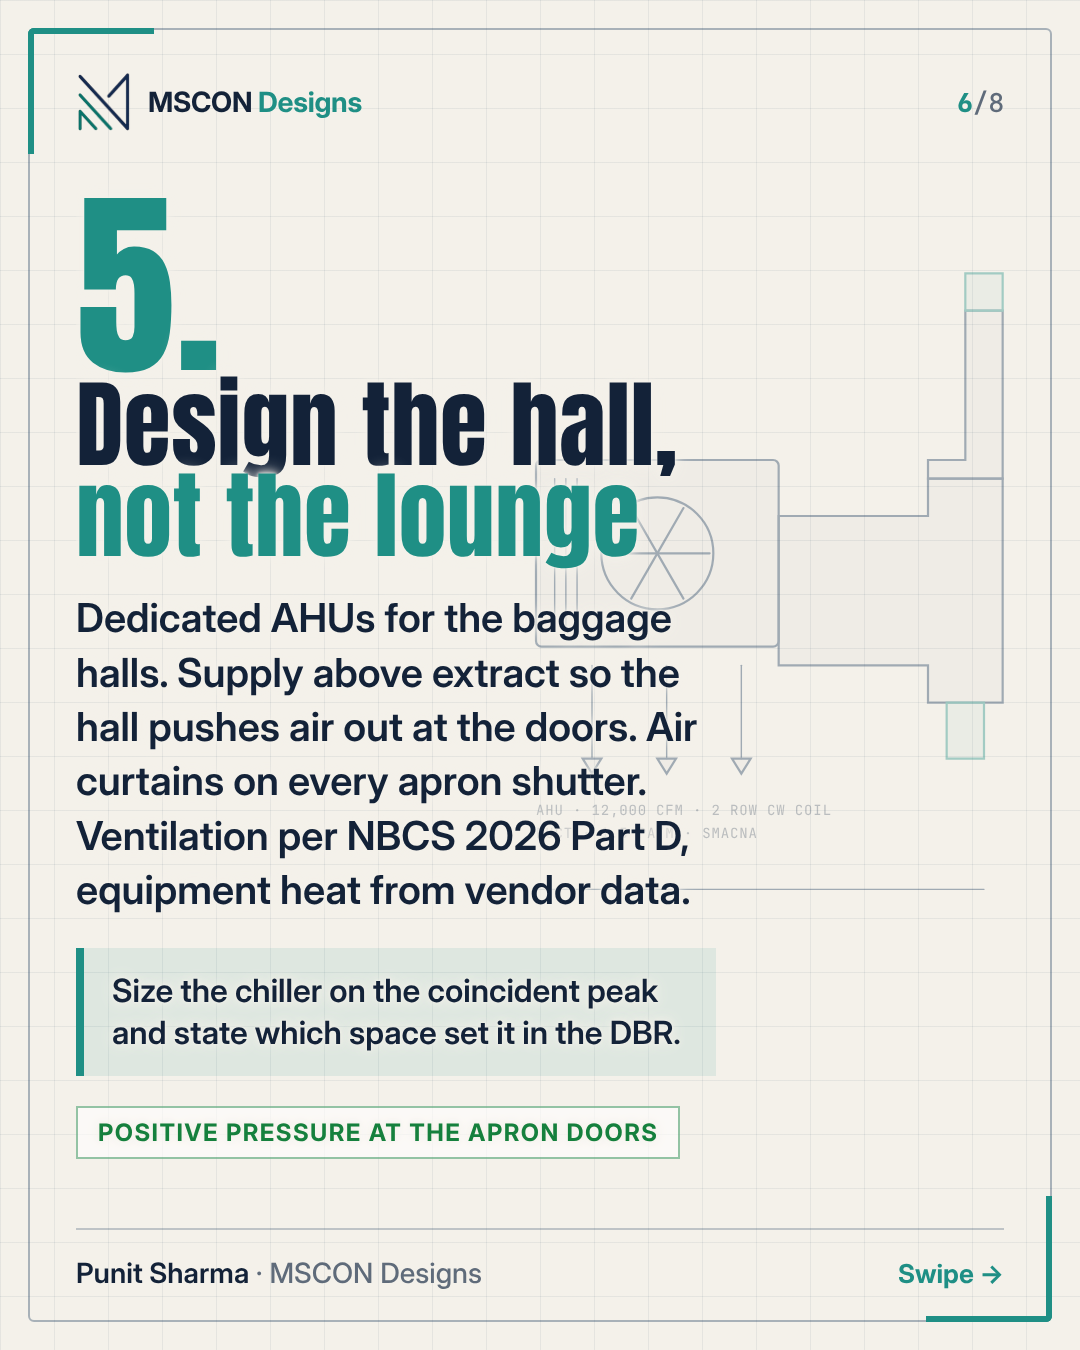 MSCON Designs
6/8
5.
Design the hall,
not the lounge
Dedicated AHUs for the baggage
halls. Supply above extract so the
hall pushes air out at the doors. Air
curtains on every apron shutter.
AHU · 12,000 CFM · 2 ROW CW COIL
· SMACNA
Ventilation per NBCS 2026 Part D,
equipment heat from vendor data.
Size the chiller on the coincident peak
and state which space set it in the DBR.
POSITIVE PRESSURE AT THE APRON DOORS
Punit Sharma · MSCON Designs
Swipe →